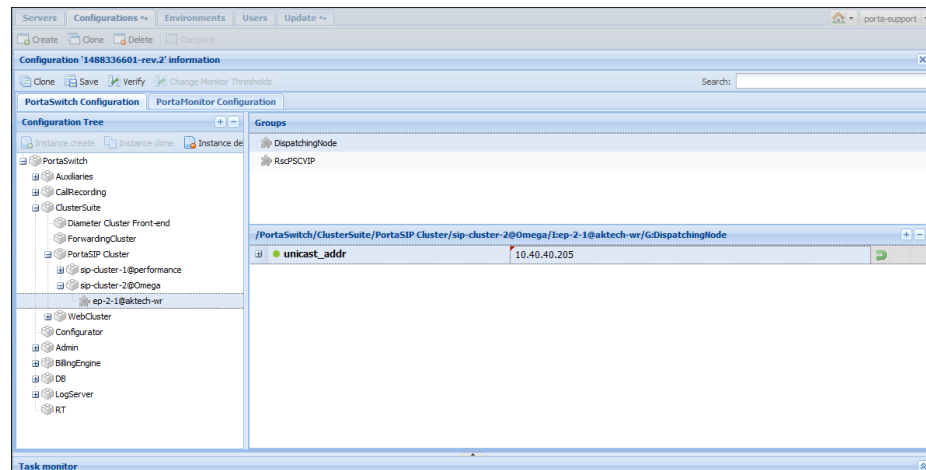 Servers Configurations Environments Users Update porta-support
Create Clone Delete Compare
Configuration '1488336601-rev.2' information
Clone Save Verify Change Monitor Thresholds Search:
PortaSwitch Configuration PortaMonitor Configuration
Configuration Tree
Instance create Instance clone Instance de
PortaSwitch
Auxiliaries
CallRecording
ClusterSuite
Diameter Cluster Front-end
ForwardingCluster
PortaSIP Cluster
sip-cluster-1@performance
sip-cluster-2@Omega
ep-2-1@aktech-wr
WebCluster
Configurator
Admin
BillingEngine
DB
LogServer
RT
Groups
DispatchingNode
RscPSCVIP
/PortaSwitch/ClusterSuite/PortaSIP Cluster/sip-cluster-2@Omega/I:ep-2-1@aktech-wr/G:DispatchingNode
unicast_addr 10.40.40.205
Task monitor